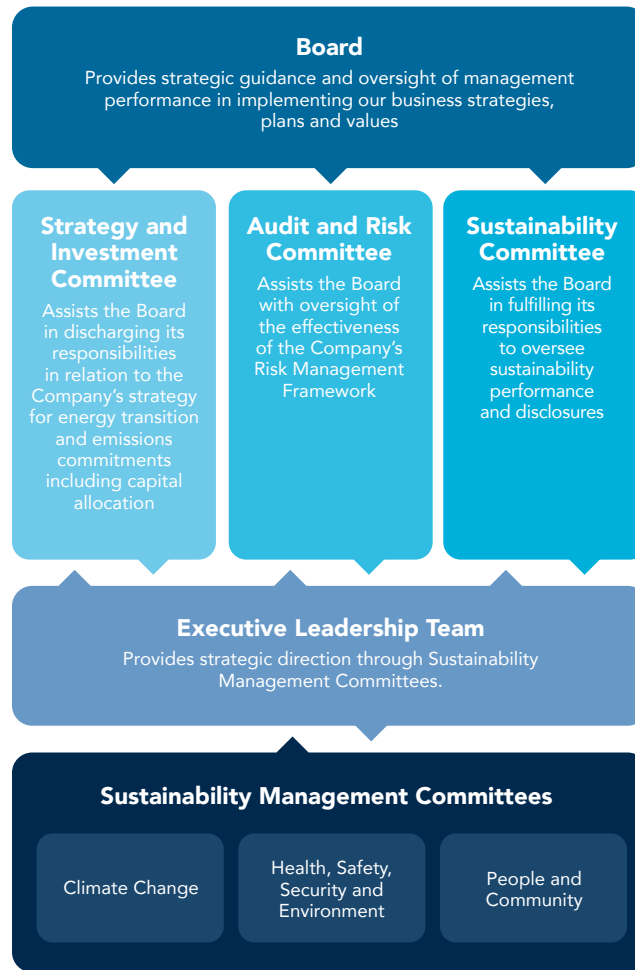 Board
Provides strategic guidance and oversight of management
performance in implementing our business strategies,
plans and values
Strategy and
Investment
Committee
Assists the Board
in discharging its
responsibilities
in relation to the
Company's strategy
for energy transition
and emissions
commitments
including capital
allocation
Audit and Risk
Committee
Assists the Board
with oversight of
the effectiveness
of the Company's
Risk Management
Framework
Sustainability
Committee
Assists the Board
in fulfilling its
responsibilities
to oversee
sustainability
performance
and disclosures
Executive Leadership Team
Provides strategic direction through Sustainability
Management Committees.
Sustainability Management Committees
Climate Change
Health, Safety,
Security and
Environment
People and
Community